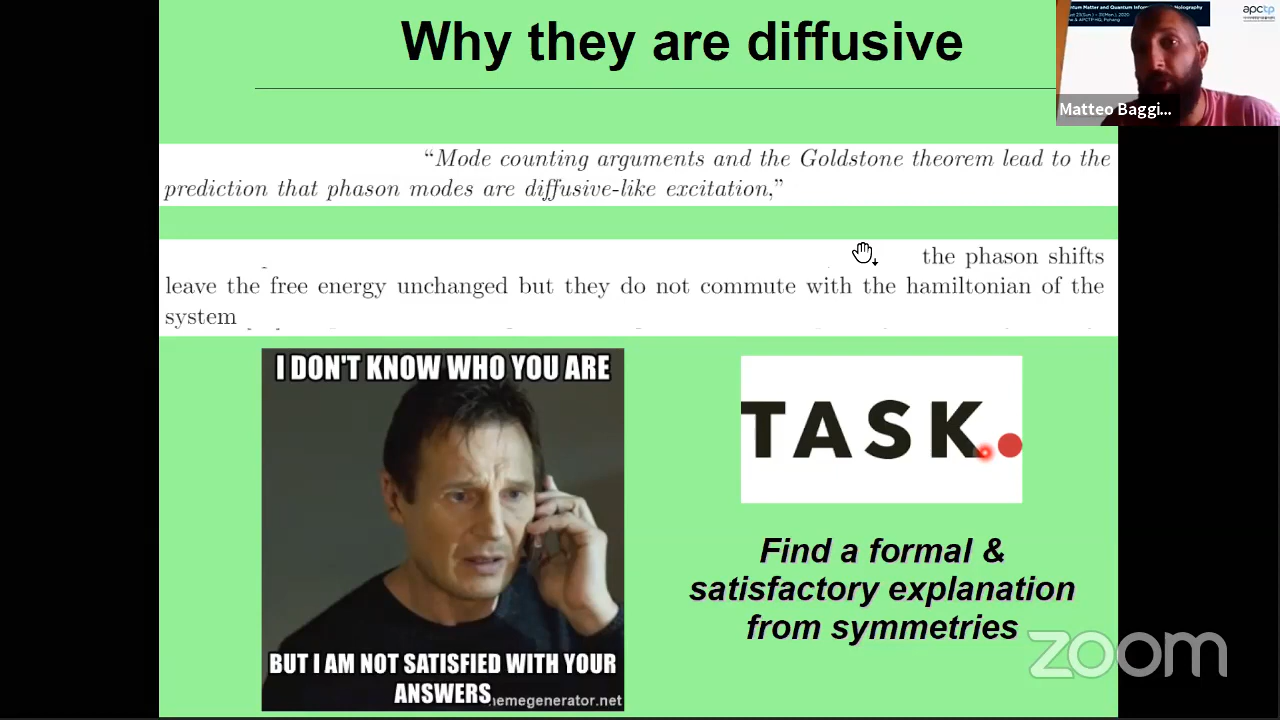 Why they are diffusive
“Mode counting arguments and the Goldstone theorem lead to the
prediction that phason modes are diffusive-like excitation,”
the phason shifts
leave the free energy unchanged but they do not commute with the hamiltonian of the
system
I DON'T KNOW WHO YOU ARE
BUT I AM NOT SATISFIED WITH YOUR
ANSWERS
memegenerator.net
TASK.
Find a formal &
satisfactory explanation
from symmetries
Matteo Baggi...
apctp
zoom